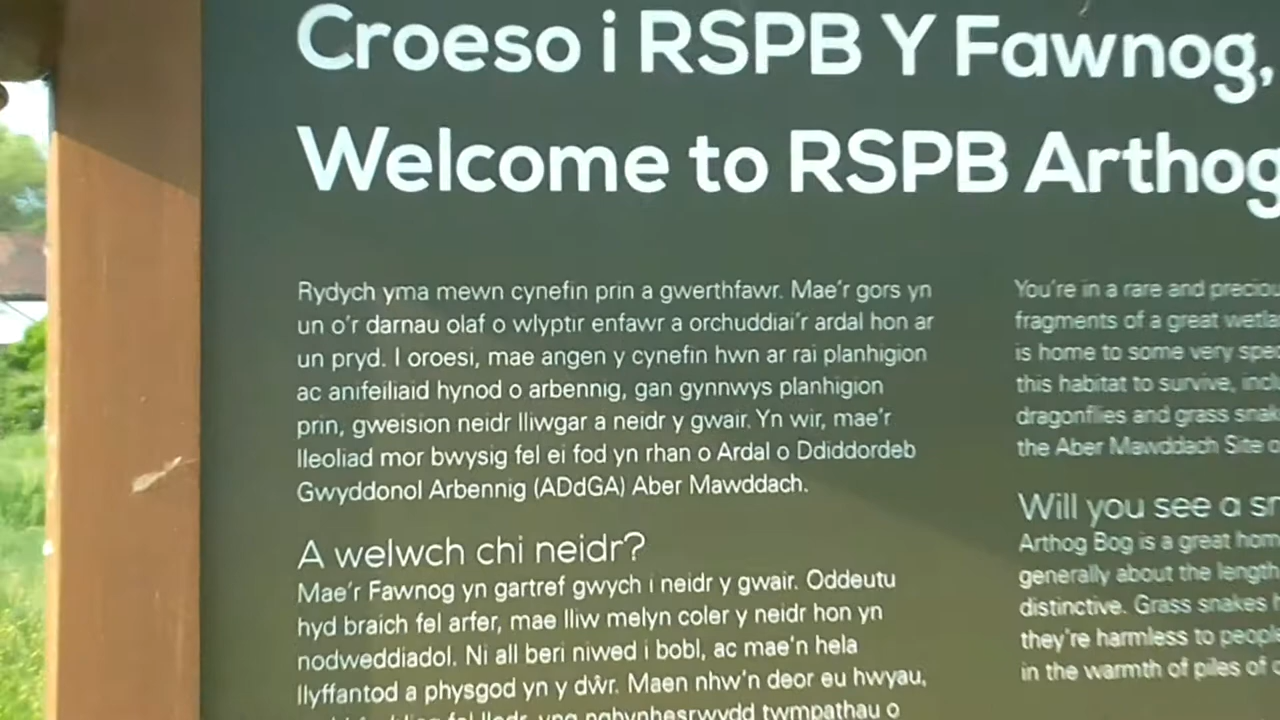 Croeso i RSPB Y Fawnog,
Welcome to RSPB Arthog
Rydych yma mewn cynefin prin a gwerthfawr. Mae'r gors yn
un o'r darnau olaf o wlyptir enfawr a orchuddiai'r ardal hon ar
un pryd. I oroesi, mae angen y cynefin hwn ar rai planhigion
ac anifeiliaid hynod o arbennig, gan gynnwys planhigion
prin, gweision neidr lliwgar a neidr y gwair. Yn wir, mae'r
lleoliad mor bwysig fel ei fod yn rhan o Ardal o Ddiddordeb
Gwyddonol Arbennig (ADdGA) Aber Mawddach.
A welwch chi neidr?
Mae'r Fawnog yn gartref gwych i neidr y gwair. Oddeutu
hyd braich fel arfer, mae lliw melyn coler y neidr hon yn
nodweddiadol. Ni all beri niwed i bobl, ac mae'n hela
llyffantod a physgod yn y dŵr. Maen nhw'n deor eu hwyau,
fel lledr, yng nghynhesrwydd twmpathau o
You're in a rare and
fragments of a great
is home to some very
this habitat to survive,
dragonflies and grass
the Aber Mawddach Site
Will you see a
Arthog Bog is a great
generally about the length
distinctive. Grass snakes
they're harmless to
in the warmth of piles of